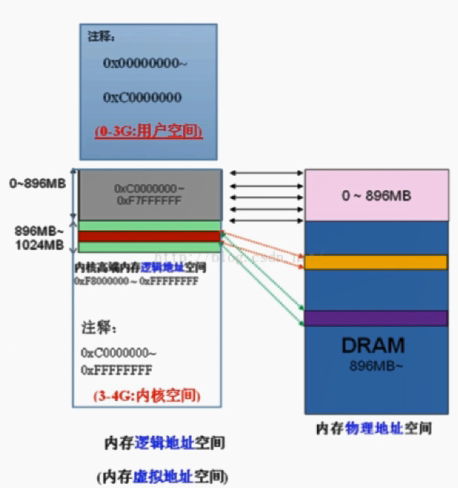 注释:
0x00000000~
0xC0000000
(0-3G:用户空间)
0~896MB
0xC0000000~
0xF7FFFFFF
0 ~ 896MB
896MB~
1024MB
内核高端内存逻辑地址空间
0xF8000000 ~ 0xFFFFFFFF
注释:
0xC0000000~
0xFFFFFFFF
(3-4G:内核空间)
DRAM
896MB~
内存物理地址空间
内存逻辑地址空间
(内存虚拟地址空间)